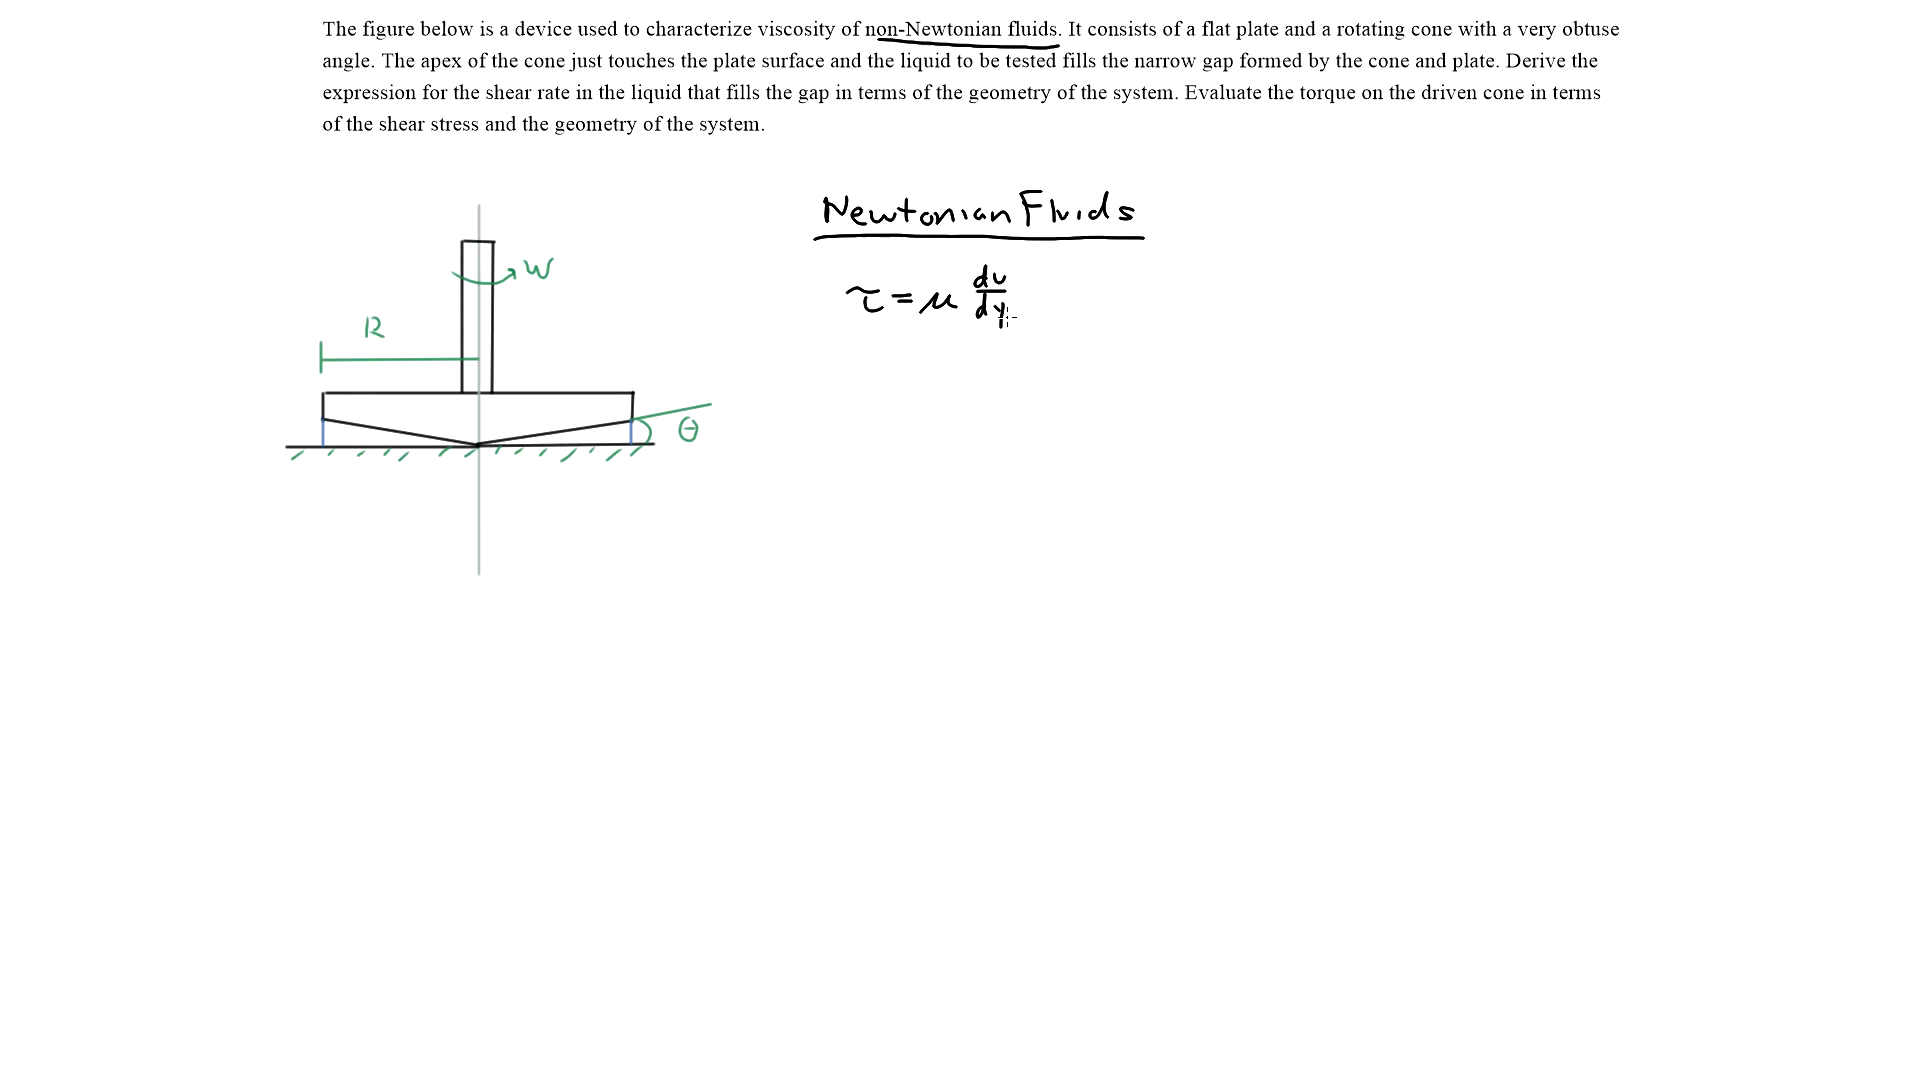 The figure below is a device used to characterize viscosity of non-Newtonian fluids. It consists of a flat plate and a rotating cone with a very obtuse
angle. The apex of the cone just touches the plate surface and the liquid to be tested fills the narrow gap formed by the cone and plate. Derive the
expression for the shear rate in the liquid that fills the gap in terms of the geometry of the system. Evaluate the torque on the driven cone in terms
of the shear stress and the geometry of the system.
Newtonian Fluids
τ = μ du/dy
W
R
θ